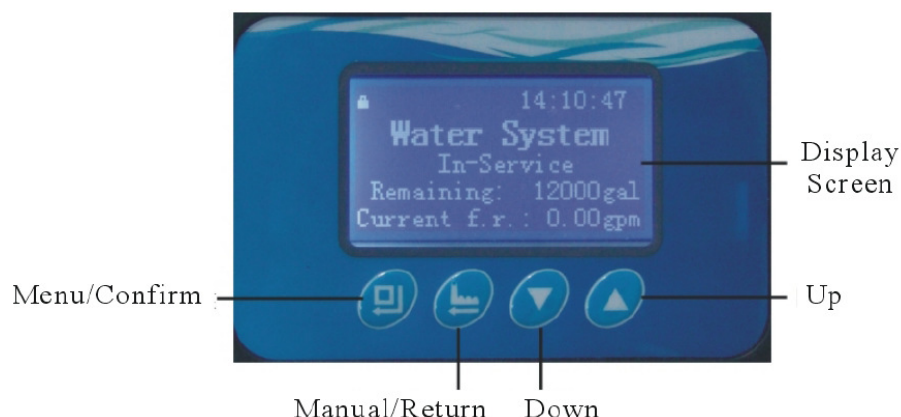 14:10:47
Water System
In-Service
Remaining: 12000gal
Current f.r.: 0.00gpm
Display
Screen
Menu/Confirm
Up
Manual/Return
Down